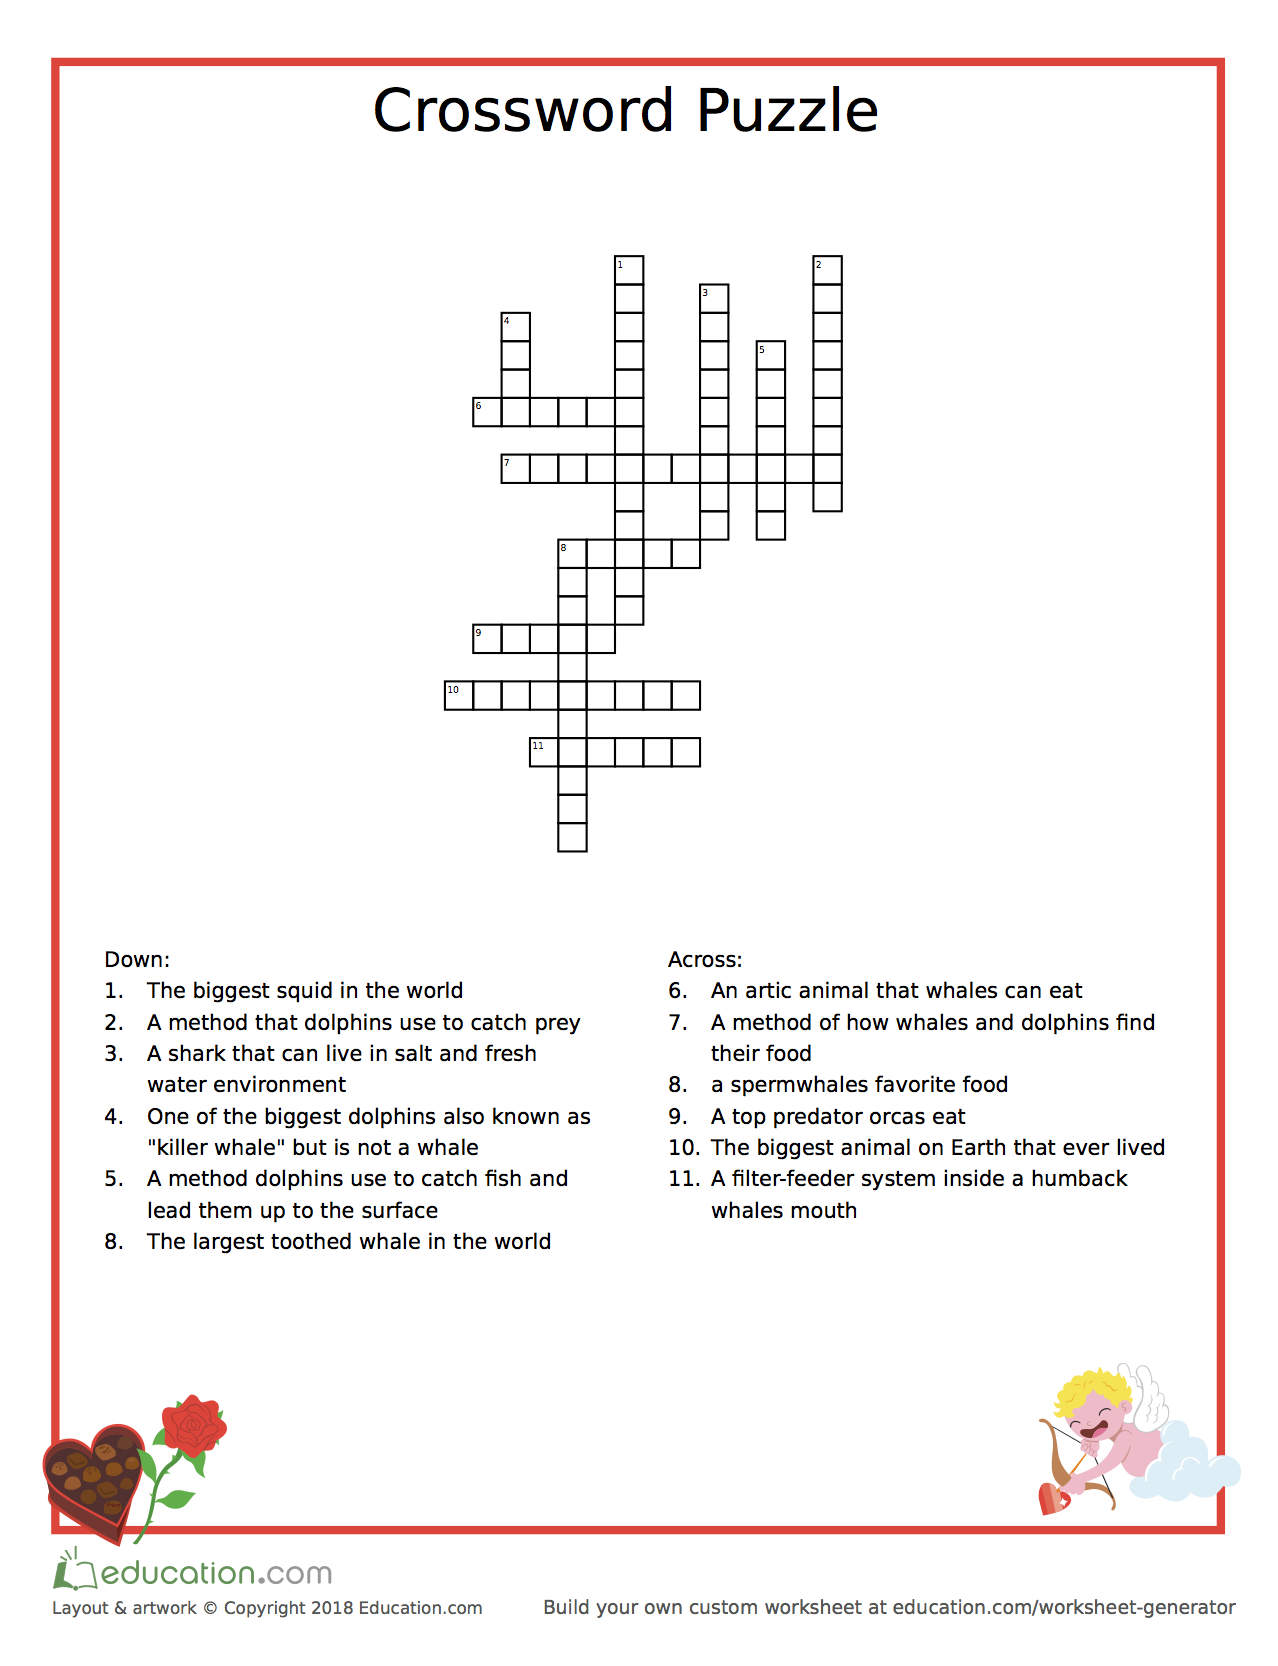 Crossword Puzzle
1
2
3
4
5
6
7
8
9
10
11
Down:
1. The biggest squid in the world
2. A method that dolphins use to catch prey
3. A shark that can live in salt and fresh
water environment
4. One of the biggest dolphins also known as
"killer whale" but is not a whale
5. A method dolphins use to catch fish and
lead them up to the surface
8. The largest toothed whale in the world
Across:
6. An artic animal that whales can eat
7. A method of how whales and dolphins find
their food
8. a spermwhales favorite food
9. A top predator orcas eat
10. The biggest animal on Earth that ever lived
11. A filter-feeder system inside a humback
whales mouth
education.com
Layout & artwork © Copyright 2018 Education.com
Build your own custom worksheet at education.com/worksheet-generator